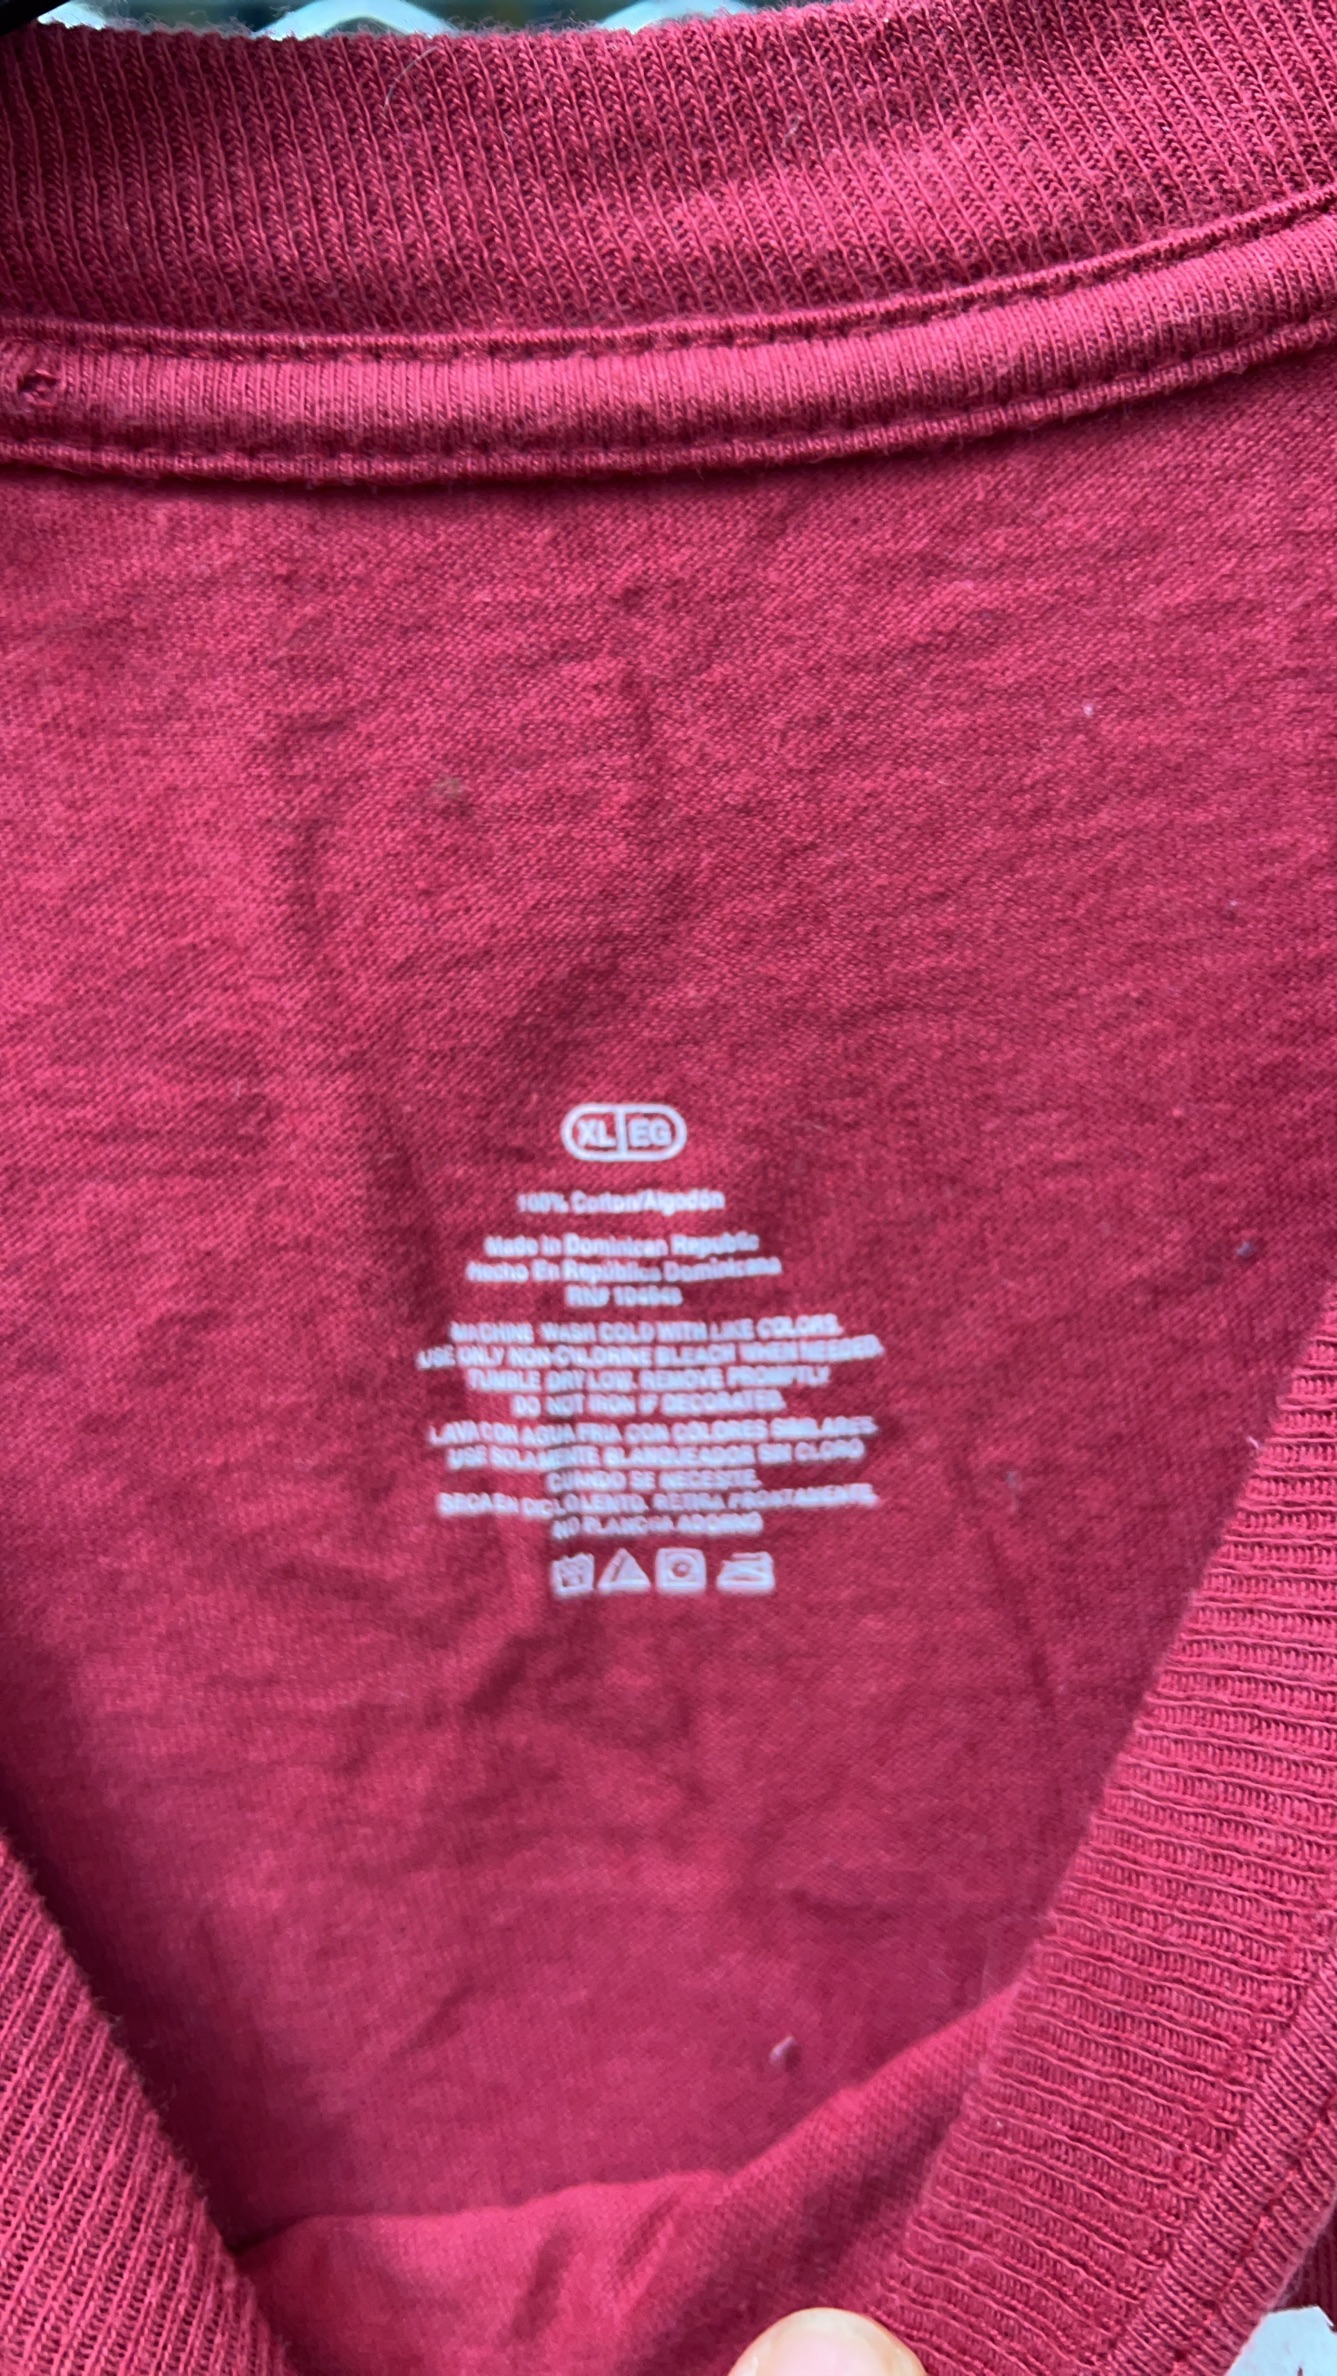 XL EG
100% Cotton/Algodón
Made in Dominican Republic
Hecho En República Dominicana
RN#
MACHINE WASH COLD WITH LIKE COLORS.
USE ONLY NON-CHLORINE BLEACH WHEN NEEDED.
TUMBLE DRY LOW. REMOVE PROMPTLY
DO NOT IRON IF DECORATED.
LAVA CON AGUA FRIA CON COLORES SIMILARES.
USE SOLAMENTE BLANQUEADOR SIN CLORO
CUANDO SE NECESITE.
SECA EN CICLO LENTO. RETIRA PRONTAMENTE.
NO PLANCHA ADORNO